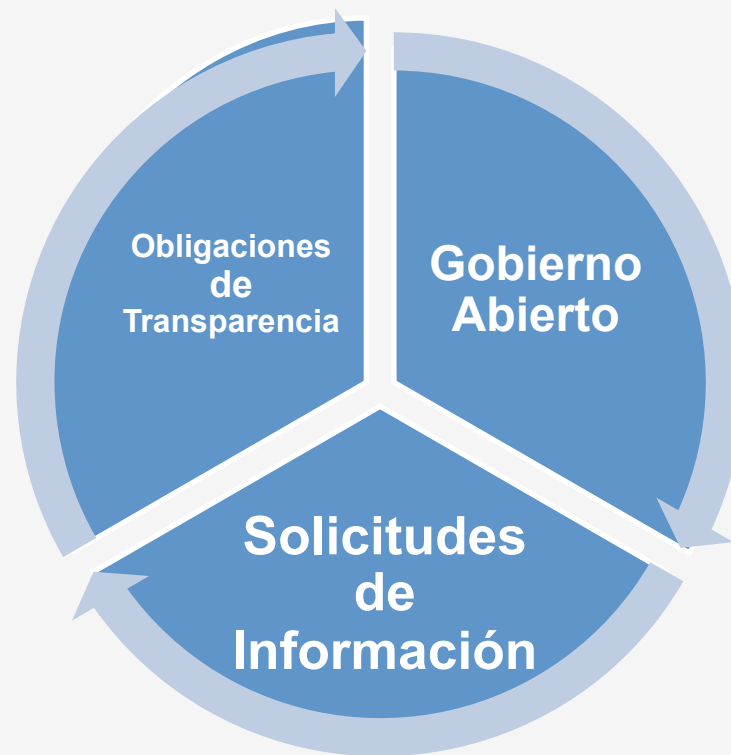 Obligaciones
de
Transparencia
Gobierno
Abierto
Solicitudes
de
Información